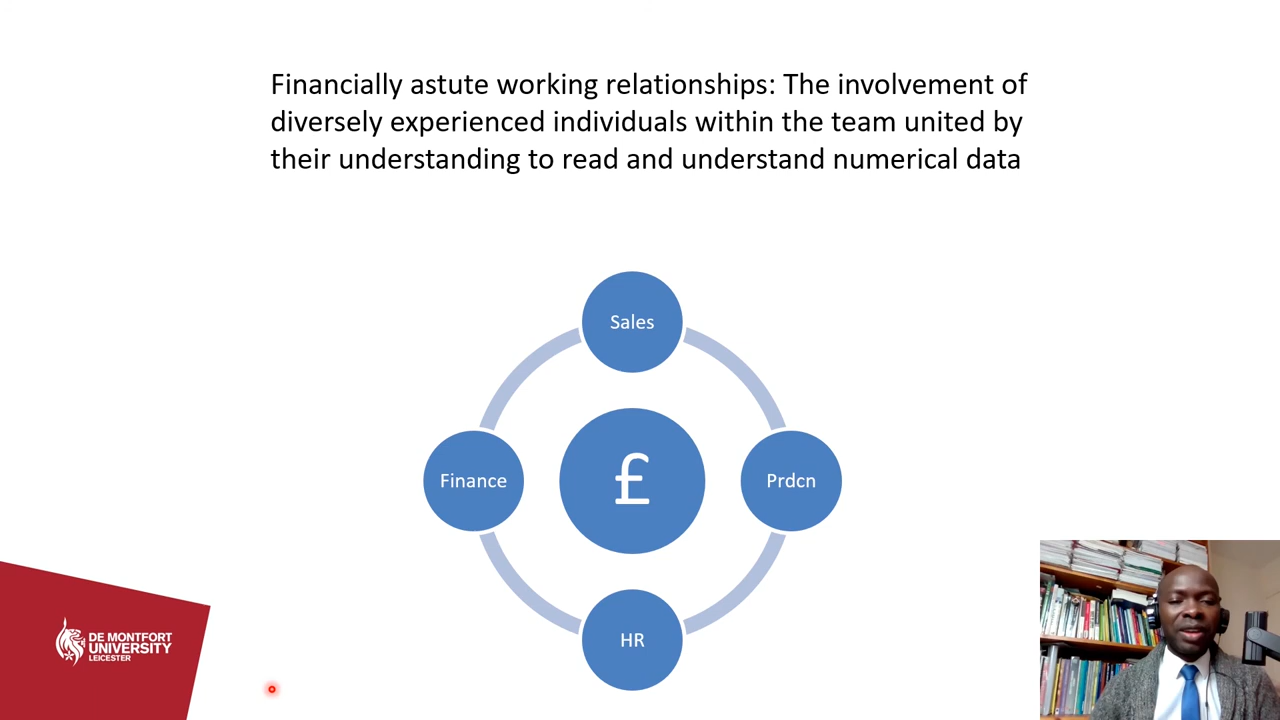 Financially astute working relationships: The involvement of
diversely experienced individuals within the team united by
their understanding to read and understand numerical data
Sales
Finance
£
Prdcn
HR
DE MONTFORT
UNIVERSITY
LEICESTER